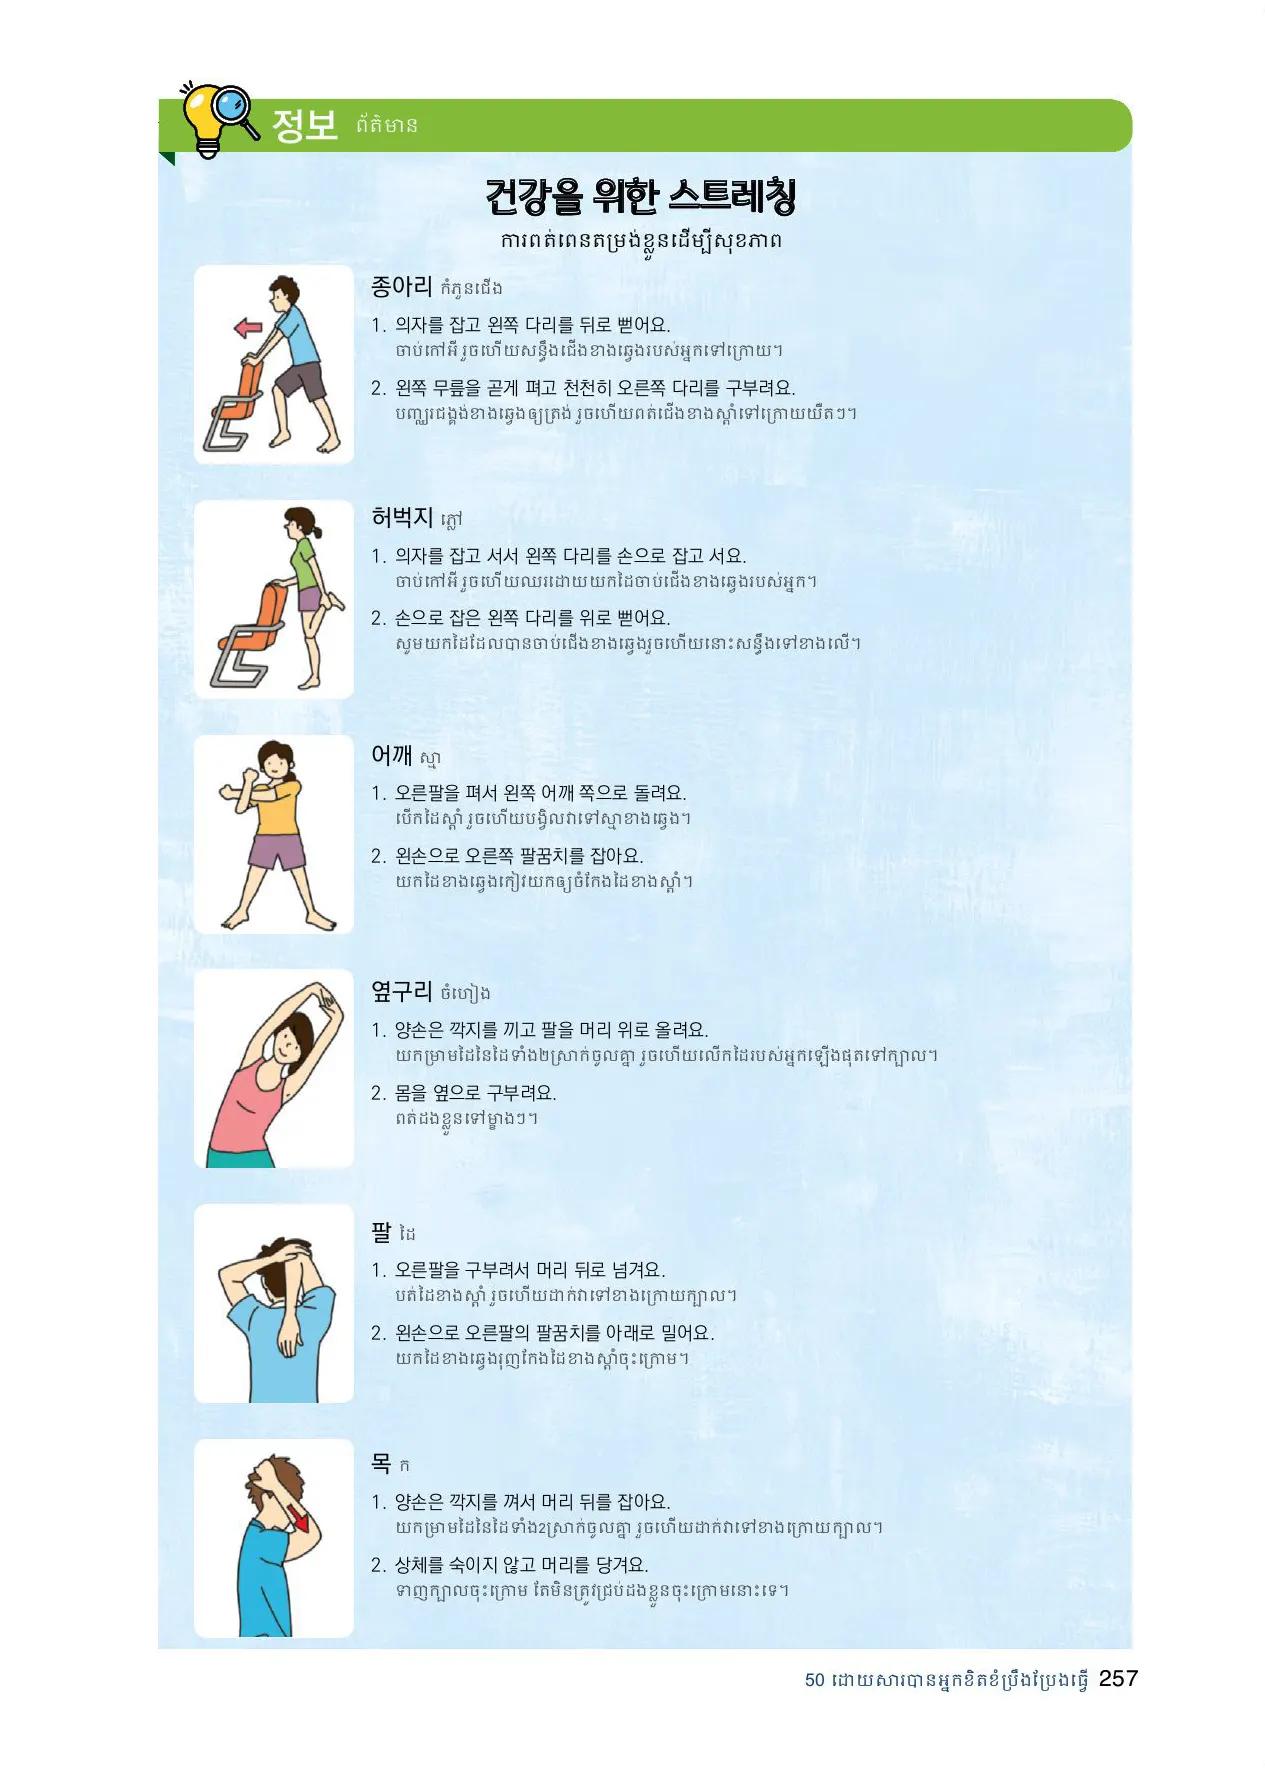 정보 ព័ត៌មាន
건강을 위한 스트레칭
ការពត់ពេនតម្រង់ខ្លួនដើម្បីសុខភាព
종아리 កំភួនជើង
1. 의자를 잡고 왼쪽 다리를 뒤로 뻗어요.
ចាប់កៅអី រួចហើយសន្ធឹងជើងខាងឆ្វេងរបស់អ្នកទៅក្រោយ។
2. 왼쪽 무릎을 곧게 펴고 천천히 오른쪽 다리를 구부려요.
បញ្ឈរជង្គង់ខាងឆ្វេងឲ្យត្រង់ រួចហើយពត់ជើងខាងស្ដាំទៅក្រោយយឺតៗ។
허벅지 ភ្លៅ
1. 의자를 잡고 서서 왼쪽 다리를 손으로 잡고 서요.
ចាប់កៅអី រួចហើយឈរដោយយកដៃចាប់ជើងខាងឆ្វេងរបស់អ្នក។
2. 손으로 잡은 왼쪽 다리를 위로 뻗어요.
សូមយកដៃដែលបានចាប់ជើងខាងឆ្វេងរួចហើយនោះសន្ធឹងទៅខាងលើ។
어깨 ស្មា
1. 오른팔을 펴서 왼쪽 어깨 쪽으로 돌려요.
បើកដៃស្ដាំ រួចហើយបង្វិលវាទៅស្មាខាងឆ្វេង។
2. 왼손으로 오른쪽 팔꿈치를 잡아요.
យកដៃខាងឆ្វេងកៀវយកឲ្យចំកែងដៃខាងស្ដាំ។
옆구리 ចំហៀង
1. 양손은 깍지를 끼고 팔을 머리 위로 올려요.
យកម្រាមដៃនៃដៃទាំង២ស្រាក់ចូលគ្នា រួចហើយលើកដៃរបស់អ្នកឡើងផុតទៅក្បាល។
2. 몸을 옆으로 구부려요.
ពត់ដងខ្លួនទៅម្ខាងៗ។
팔 ដៃ
1. 오른팔을 구부려서 머리 뒤로 넘겨요.
បត់ដៃខាងស្ដាំ រួចហើយដាក់វាទៅខាងក្រោយក្បាល។
2. 왼손으로 오른팔의 팔꿈치를 아래로 밀어요.
យកដៃខាងឆ្វេងរុញកែងដៃខាងស្ដាំចុះក្រោម។
목 ក
1. 양손은 깍지를 껴서 머리 뒤를 잡아요.
យកម្រាមដៃនៃដៃទាំង2ស្រាក់ចូលគ្នា រួចហើយដាក់វាទៅខាងក្រោយក្បាល។
2. 상체를 숙이지 않고 머리를 당겨요.
ទាញក្បាលចុះក្រោម តែមិនត្រូវជ្រប់ដងខ្លួនចុះក្រោមនោះទេ។
50 ដោយសារបានអ្នកខិតខំប្រឹងប្រែងធ្វើ 257